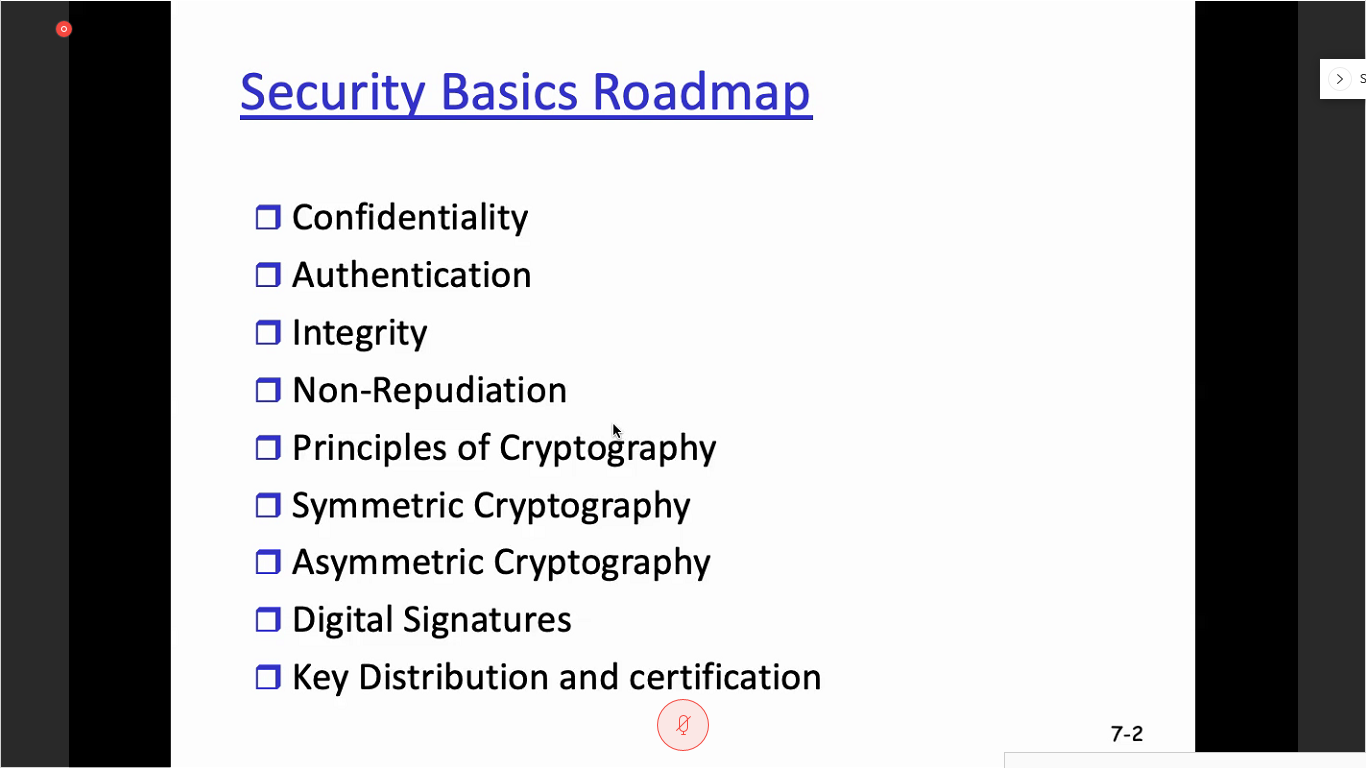 Security Basics Roadmap
Confidentiality
Authentication
Integrity
Non-Repudiation
Principles of Cryptography
Symmetric Cryptography
Asymmetric Cryptography
Digital Signatures
Key Distribution and certification
7-2